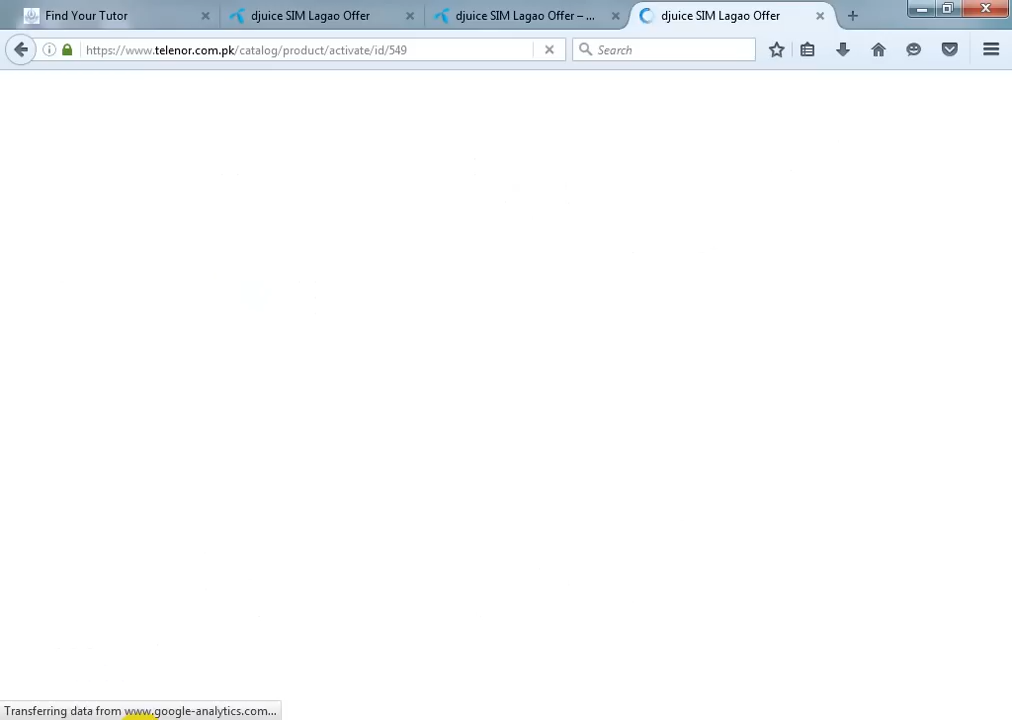 Find Your Tutor
djuice SIM Lagao Offer
djuice SIM Lagao Offer – ...
djuice SIM Lagao Offer
https://www.telenor.com.pk/catalog/product/activate/id/549
Search
Transferring data from www.google-analytics.com...